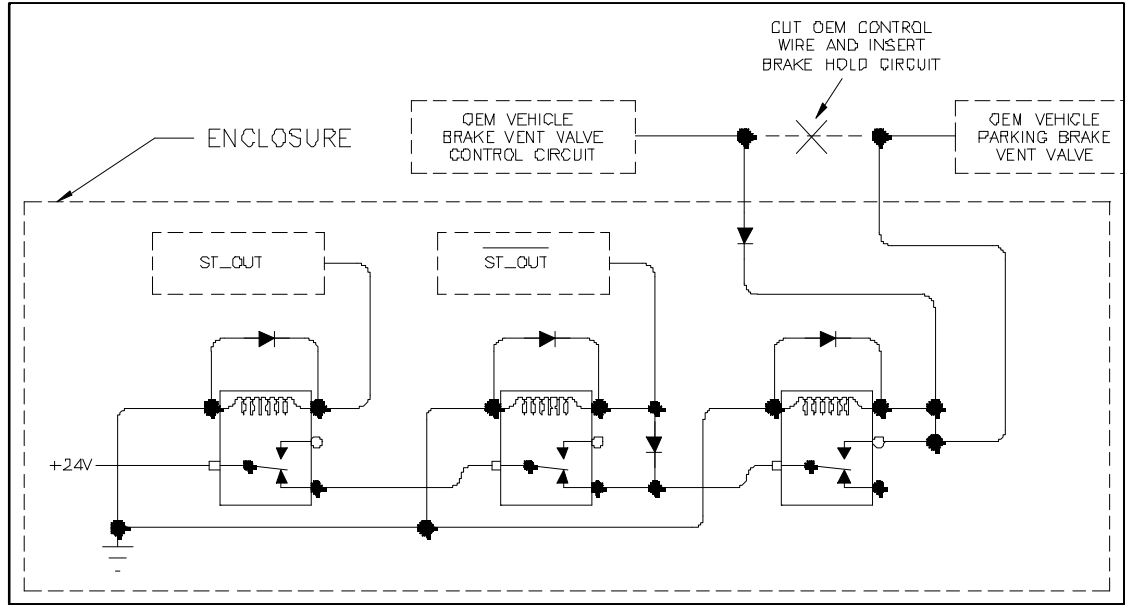 CUT OEM CONTROL
WIRE AND INSERT
BRAKE HOLD CIRCUIT
OEM VEHICLE
BRAKE VENT VALVE
CONTROL CIRCUIT
OEM VEHICLE
PARKING BRAKE
VENT VALVE
ENCLOSURE
ST_OUT
ST_OUT
+24V